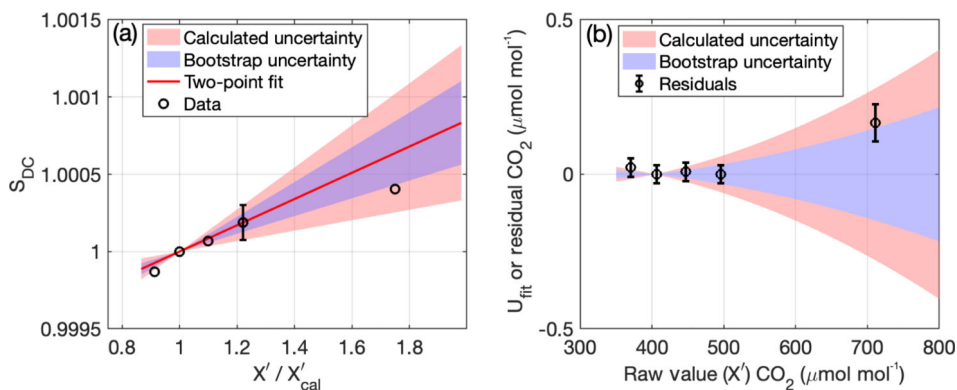 (a)
Calculated uncertainty
Bootstrap uncertainty
Two-point fit
Data
1.0015
1.001
1.0005
1
0.9995
S_DC
0.8 1 1.2 1.4 1.6 1.8
X′ / X′_cal
(b)
Calculated uncertainty
Bootstrap uncertainty
Residuals
0.5
0
-0.5
U_fit or residual CO₂ (μmol mol⁻¹)
300 400 500 600 700 800
Raw value (X′) CO₂ (μmol mol⁻¹)